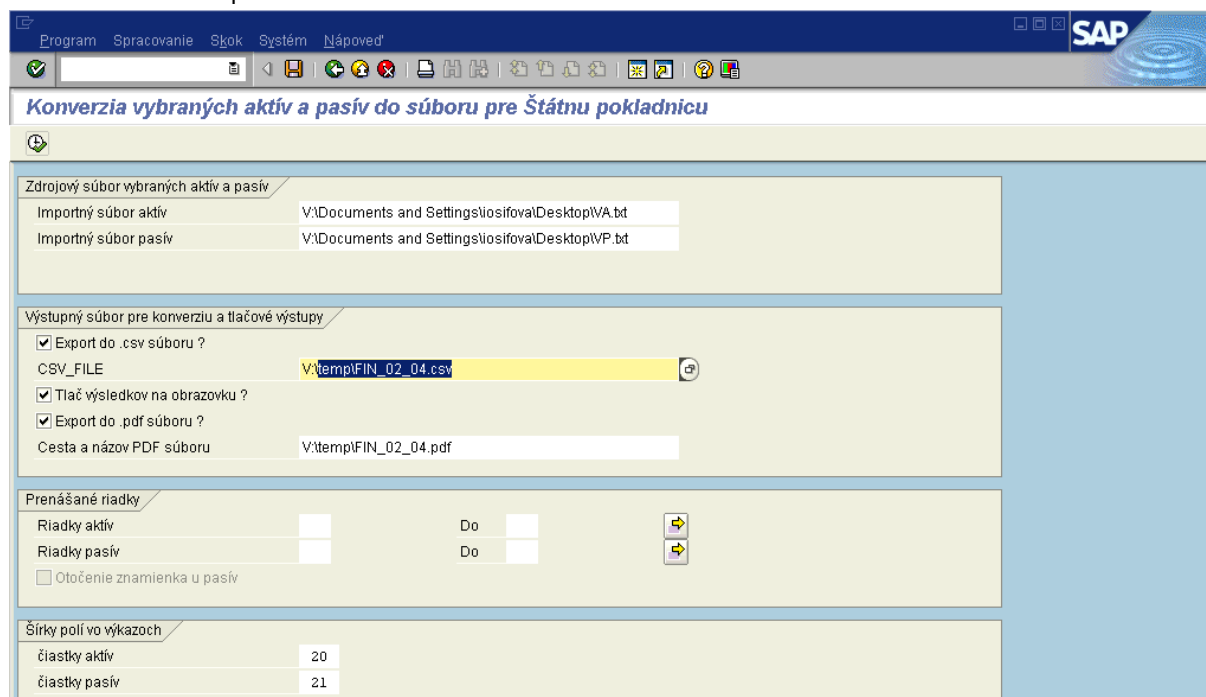 Program Spracovanie Skok Systém Nápoveď
SAP
Konverzia vybraných aktív a pasív do súboru pre Štátnu pokladnicu
Zdrojový súbor vybraných aktív a pasív
Importný súbor aktív V:\Documents and Settings\iosifova\Desktop\VA.txt
Importný súbor pasív V:\Documents and Settings\iosifova\Desktop\VP.txt
Výstupný súbor pre konverziu a tlačové výstupy
Export do .csv súboru ?
CSV_FILE V:\temp\FIN_02_04.csv
Tlač výsledkov na obrazovku ?
Export do .pdf súboru ?
Cesta a názov PDF súboru V:\temp\FIN_02_04.pdf
Prenášané riadky
Riadky aktív Do
Riadky pasív Do
Otočenie znamienka u pasív
Šírky polí vo výkazoch
čiastky aktív 20
čiastky pasív 21